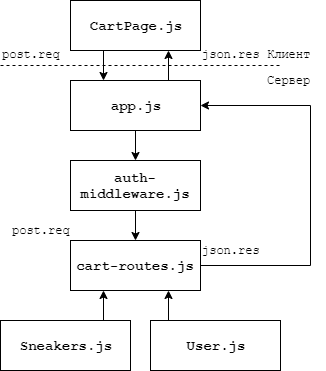 CartPage.js
post.req
json.res Клиент
Сервер
app.js
auth-
middleware.js
post.req
json.res
cart-routes.js
Sneakers.js
User.js